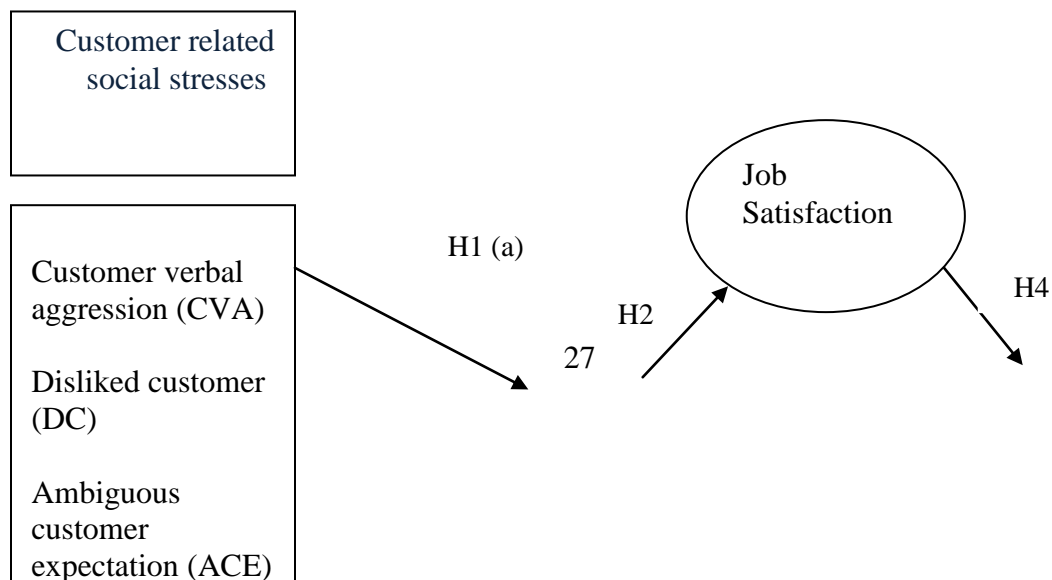 Customer related
social stresses
Job
Satisfaction
H1 (a)
Customer verbal
aggression (CVA)
H4
H2
27
Disliked customer
(DC)
Ambiguous
customer
expectation (ACE)